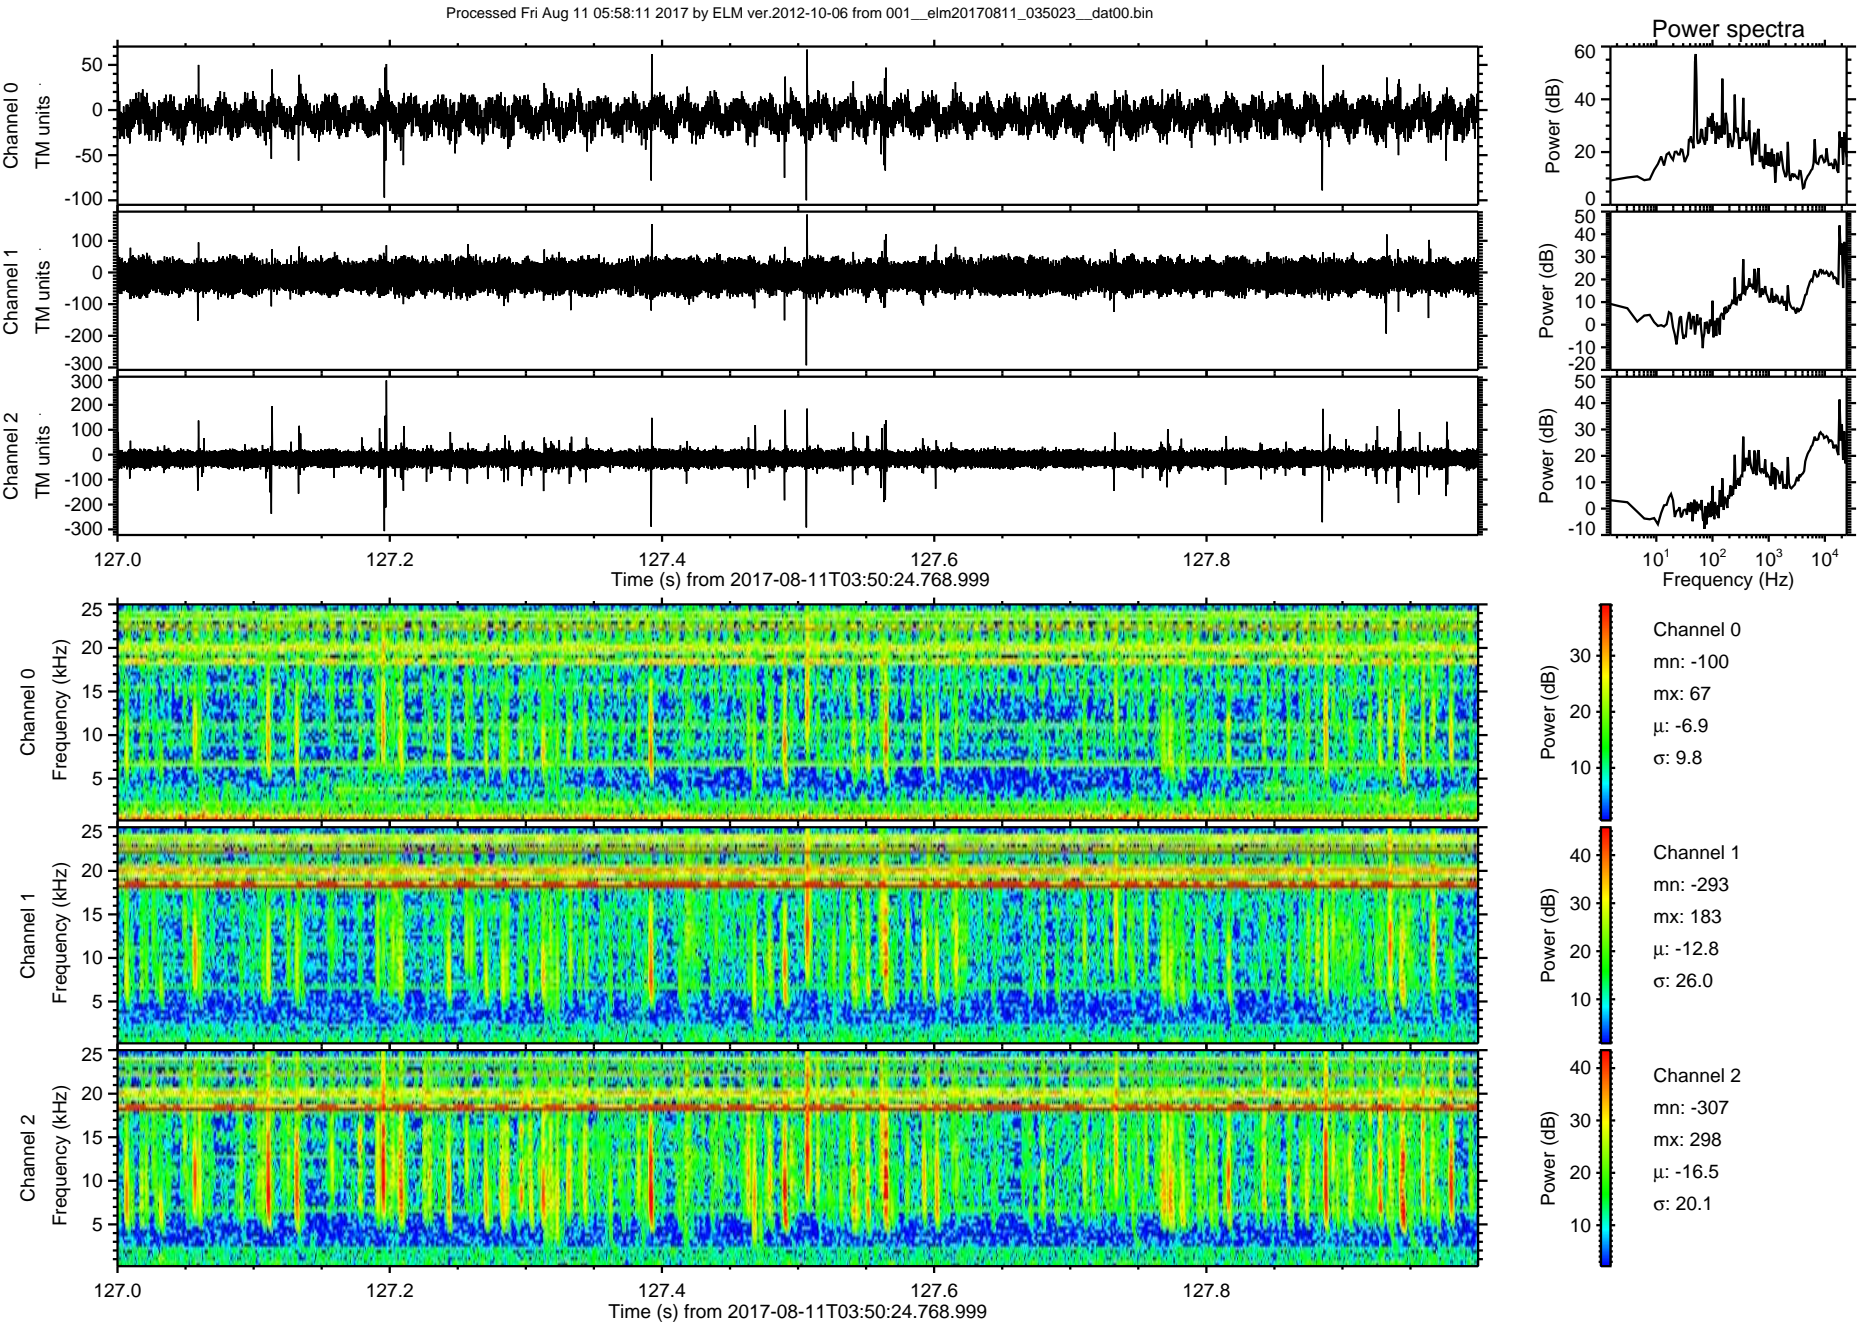 Processed Fri Aug 11 05:58:11 2017 by ELM ver.2012-10-06 from 001__elm20170811_035023__dat00.bin
Power spectra
Channel 0
TM units
50
0
-50
-100
Power (dB)
60
40
20
0
Channel 1
TM units
100
0
-100
-200
-300
Power (dB)
50
40
30
20
10
0
-10
-20
Channel 2
TM units
300
200
100
0
-100
-200
-300
Power (dB)
50
40
30
20
10
0
-10
127.0 127.2 127.4 127.6 127.8
Time (s) from 2017-08-11T03:50:24.768.999
10^1 10^2 10^3 10^4
Frequency (Hz)
Channel 0
Frequency (kHz)
25
20
15
10
5
Power (dB)
30
20
10
Channel 0
mn: -100
mx: 67
μ: -6.9
σ: 9.8
Channel 1
Frequency (kHz)
25
20
15
10
5
Power (dB)
40
30
20
10
Channel 1
mn: -293
mx: 183
μ: -12.8
σ: 26.0
Channel 2
Frequency (kHz)
25
20
15
10
5
Power (dB)
40
30
20
10
Channel 2
mn: -307
mx: 298
μ: -16.5
σ: 20.1
127.0 127.2 127.4 127.6 127.8
Time (s) from 2017-08-11T03:50:24.768.999